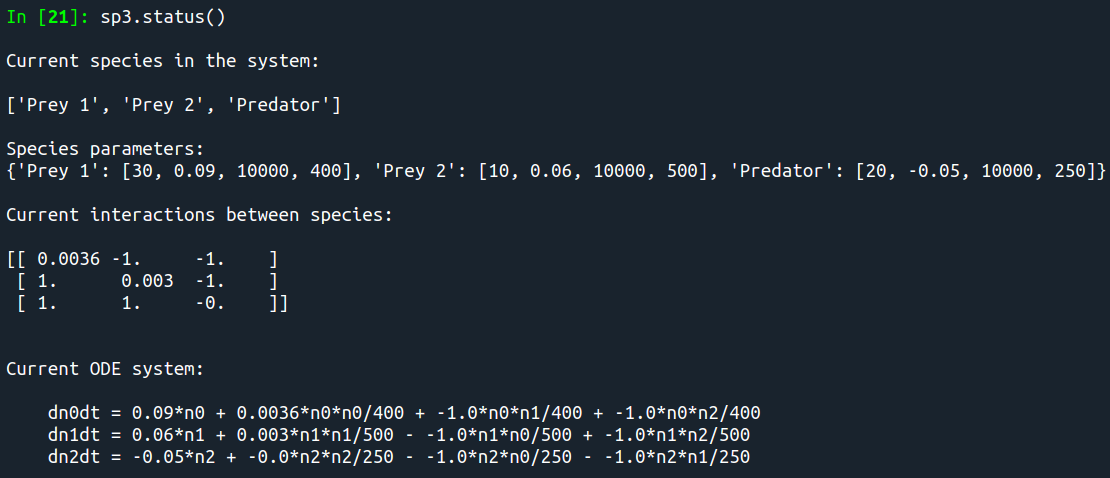 In [21]: sp3.status()
Current species in the system:
['Prey 1', 'Prey 2', 'Predator']
Species parameters:
{'Prey 1': [30, 0.09, 10000, 400], 'Prey 2': [10, 0.06, 10000, 500], 'Predator': [20, -0.05, 10000, 250]}
Current interactions between species:
[[ 0.0036 -1.     -1.    ]
 [ 1.      0.003  -1.    ]
 [ 1.      1.     -0.    ]]
Current ODE system:
    dn0dt = 0.09*n0 + 0.0036*n0*n0/400 + -1.0*n0*n1/400 + -1.0*n0*n2/400
    dn1dt = 0.06*n1 + 0.003*n1*n1/500 - -1.0*n1*n0/500 + -1.0*n1*n2/500
    dn2dt = -0.05*n2 + -0.0*n2*n2/250 - -1.0*n2*n0/250 - -1.0*n2*n1/250